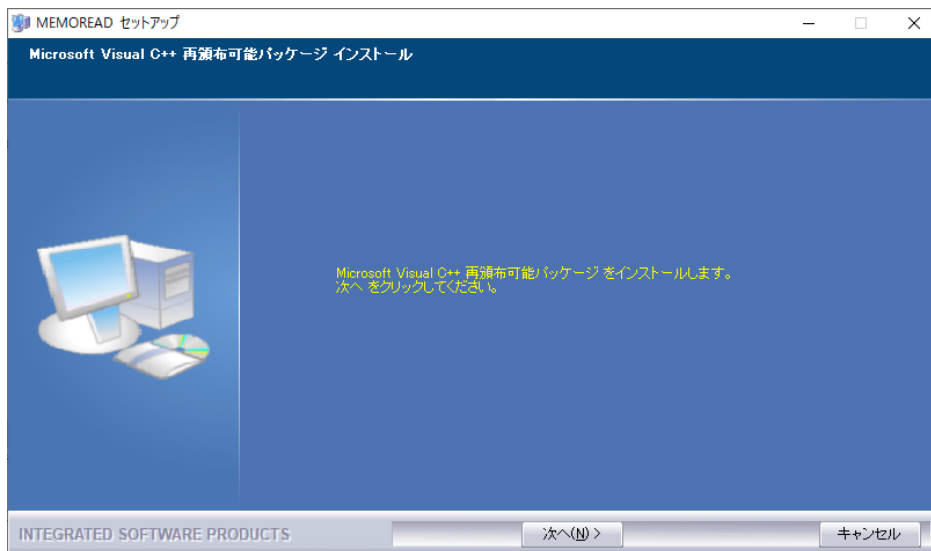 MEMOREAD セットアップ
Microsoft Visual C++ 再頒布可能パッケージ インストール
Microsoft Visual C++ 再頒布可能パッケージ をインストールします。
次へ をクリックしてください。
INTEGRATED SOFTWARE PRODUCTS
次へ(N) >
キャンセル